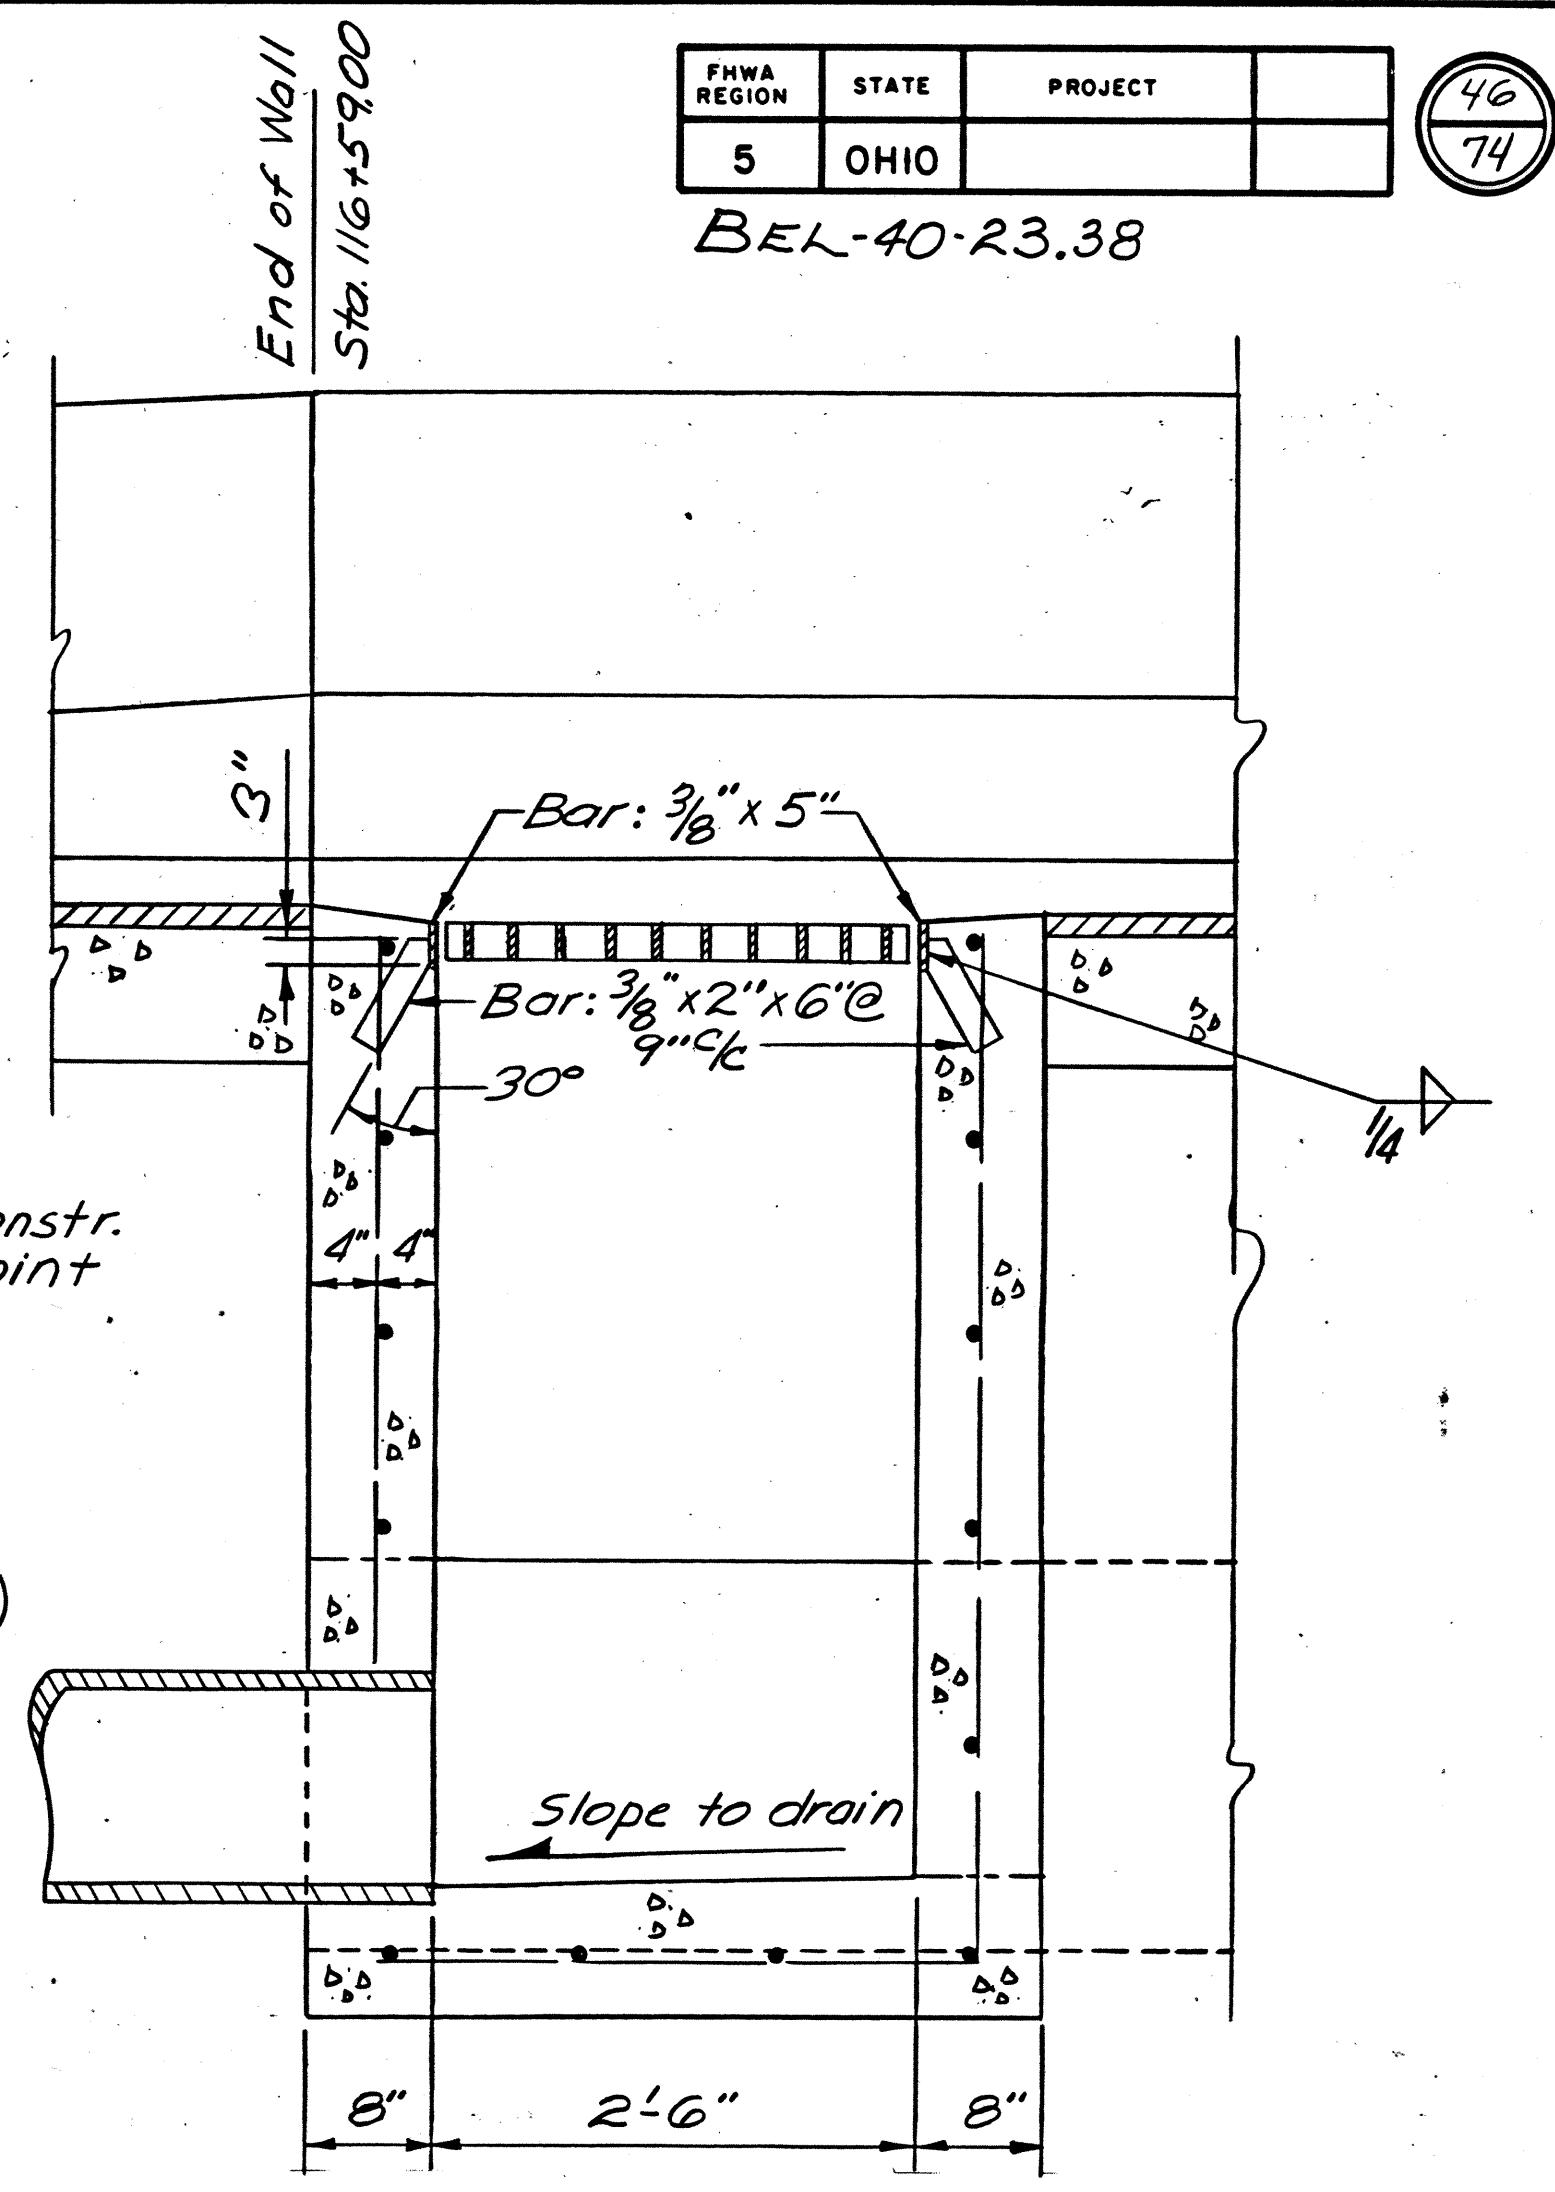 End of Wall
Sta. 116+59.00
FHWA REGION
STATE
PROJECT
5
OHIO
46
74
BEL-40-23.38
3"
Bar: 3/8" x 5"
Bar: 3/8" x 2" x 6" @
9" c/c
30°
1/4
onstr.
oint
4" 4"
Slope to drain
8" 2'-6" 8"